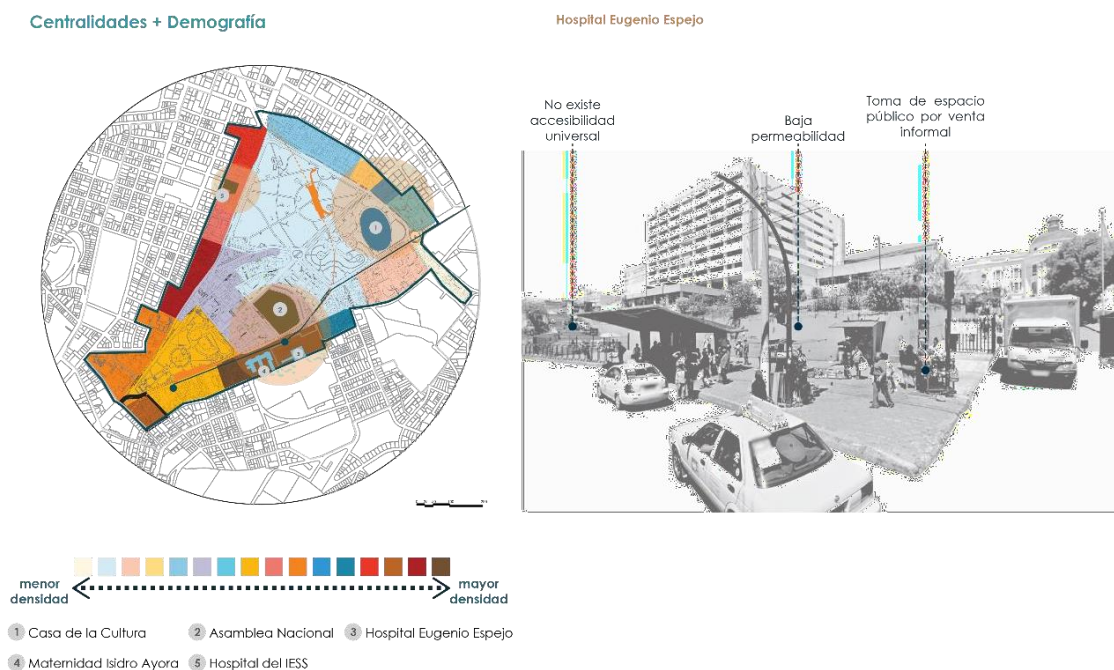 Centralidades + Demografía
Hospital Eugenio Espejo
No existe
accesibilidad
universal
Baja
permeabilidad
Toma de espacio
público por venta
informal
1
2
menor
densidad
mayor
densidad
1 Casa de la Cultura
2 Asamblea Nacional
3 Hospital Eugenio Espejo
4 Maternidad Isidro Ayora
5 Hospital del IESS